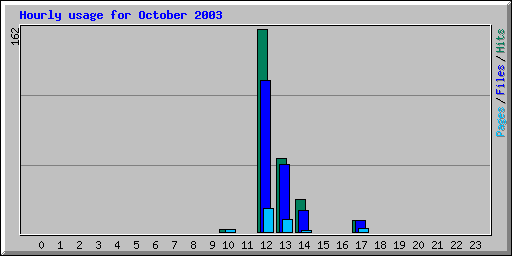 Hourly usage for October 2003
162
Pages/Files/Hits
0 1 2 3 4 5 6 7 8 9 10 11 12 13 14 15 16 17 18 19 20 21 22 23